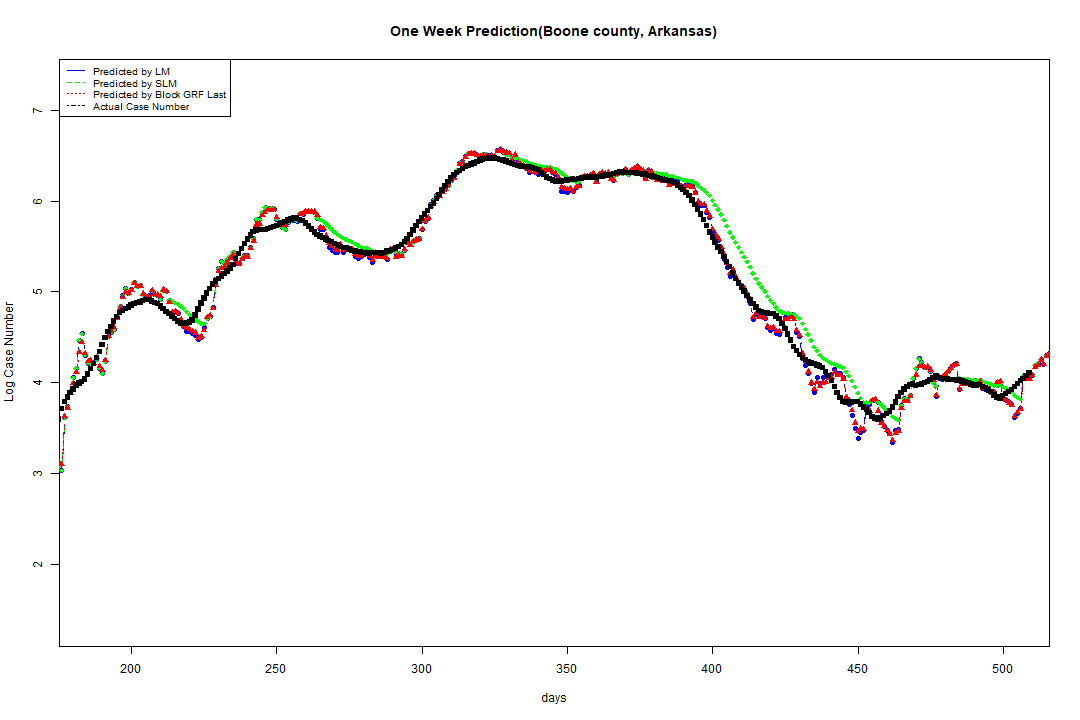 One Week Prediction(Boone county, Arkansas)
Predicted by LM
Predicted by SLM
Predicted by Block GRF Last
Actual Case Number
7
6
5
4
3
2
Log Case Number
200 250 300 350 400 450 500
days